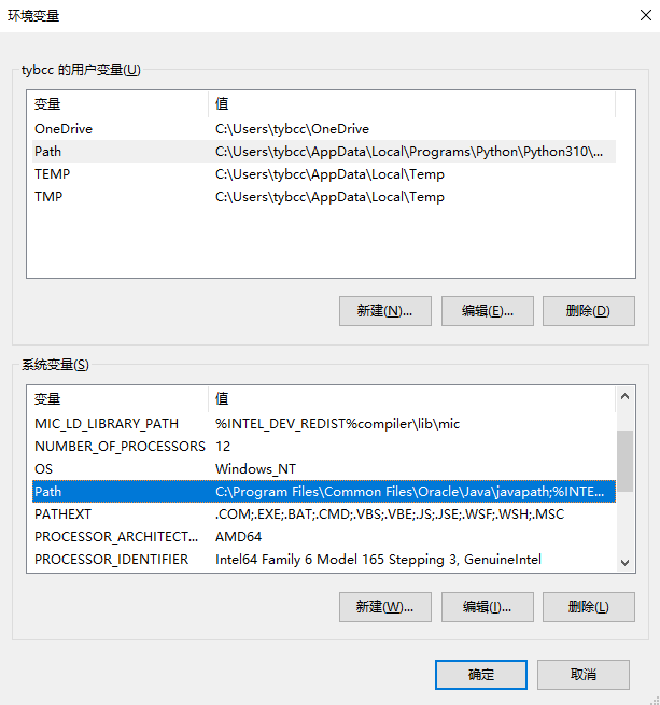 环境变量
tybcc 的用户变量(U)
变量 值
OneDrive C:\Users\tybcc\OneDrive
Path C:\Users\tybcc\AppData\Local\Programs\Python\Python310\...
TEMP C:\Users\tybcc\AppData\Local\Temp
TMP C:\Users\tybcc\AppData\Local\Temp
新建(N)... 编辑(E)... 删除(D)
系统变量(S)
变量 值
MIC_LD_LIBRARY_PATH %INTEL_DEV_REDIST%compiler\lib\mic
NUMBER_OF_PROCESSORS 12
OS Windows_NT
Path C:\Program Files\Common Files\Oracle\Java\javapath;%INTE...
PATHEXT .COM;.EXE;.BAT;.CMD;.VBS;.VBE;.JS;.JSE;.WSF;.WSH;.MSC
PROCESSOR_ARCHITECT... AMD64
PROCESSOR_IDENTIFIER Intel64 Family 6 Model 165 Stepping 3, GenuineIntel
新建(W)... 编辑(I)... 删除(L)
确定 取消